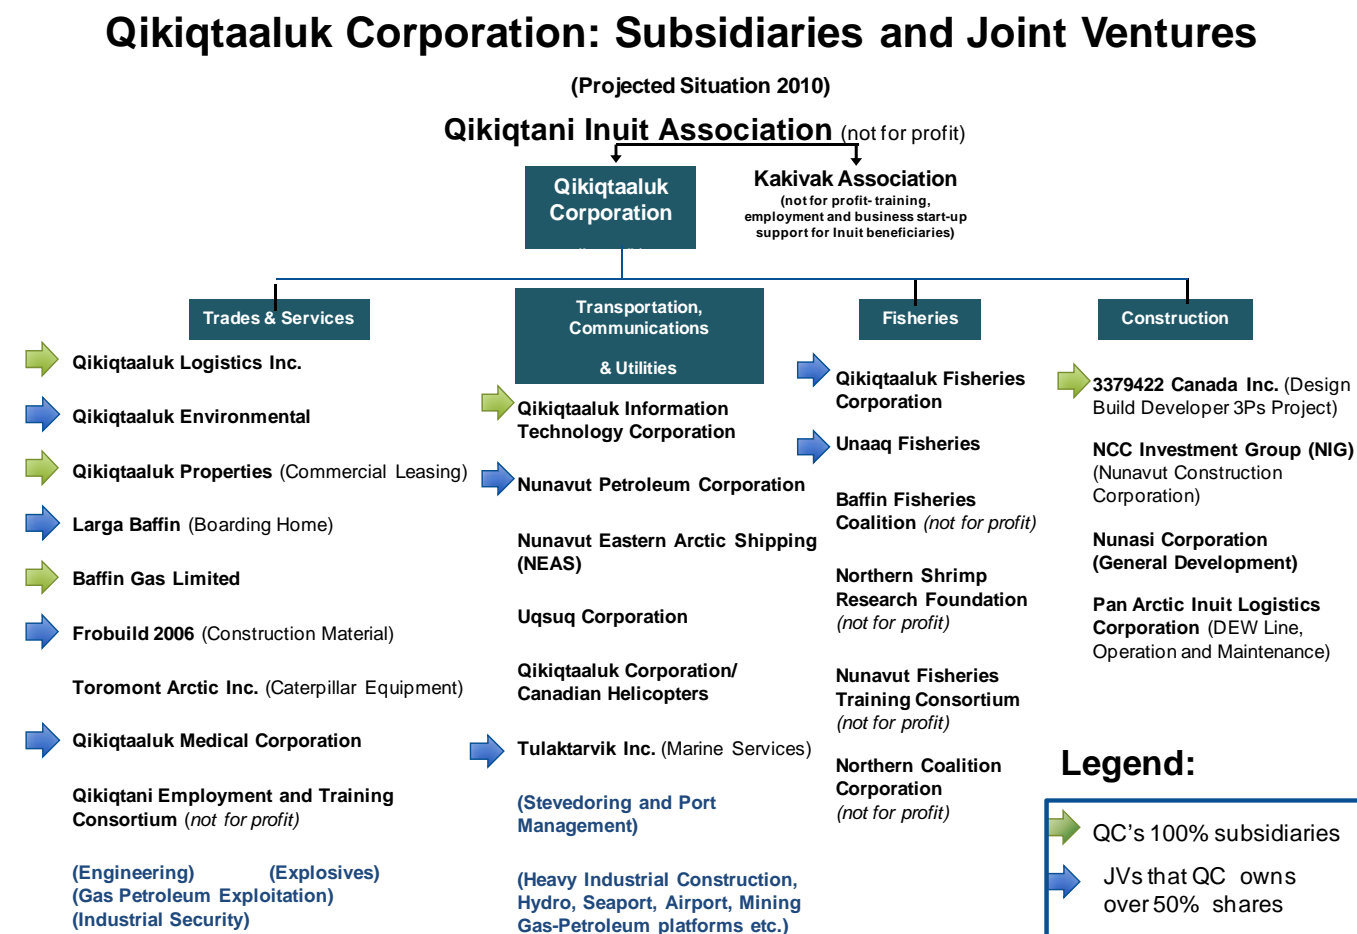 Qikiqtaaluk Corporation: Subsidiaries and Joint Ventures
(Projected Situation 2010)
Qikiqtani Inuit Association (not for profit)
Qikiqtaaluk
Corporation
Kakivak Association
(not for profit- training,
employment and business start-up
support for Inuit beneficiaries)
Trades & Services
Qikiqtaaluk Logistics Inc.
Qikiqtaaluk Environmental
Qikiqtaaluk Properties (Commercial Leasing)
Larga Baffin (Boarding Home)
Baffin Gas Limited
Frobuild 2006 (Construction Material)
Toromont Arctic Inc. (Caterpillar Equipment)
Qikiqtaaluk Medical Corporation
Qikiqtani Employment and Training
Consortium (not for profit)
(Engineering) (Explosives)
(Gas Petroleum Exploitation)
(Industrial Security)
Transportation,
Communications
& Utilities
Qikiqtaaluk Information
Technology Corporation
Nunavut Petroleum Corporation
Nunavut Eastern Arctic Shipping
(NEAS)
Uqsuq Corporation
Qikiqtaaluk Corporation/
Canadian Helicopters
Tulaktarvik Inc. (Marine Services)
(Stevedoring and Port
Management)
(Heavy Industrial Construction,
Hydro, Seaport, Airport, Mining
Gas-Petroleum platforms etc.)
Fisheries
Qikiqtaaluk Fisheries
Corporation
Unaaq Fisheries
Baffin Fisheries
Coalition (not for profit)
Northern Shrimp
Research Foundation
(not for profit)
Nunavut Fisheries
Training Consortium
(not for profit)
Northern Coalition
Corporation
(not for profit)
Construction
3379422 Canada Inc. (Design
Build Developer 3Ps Project)
NCC Investment Group (NIG)
(Nunavut Construction
Corporation)
Nunasi Corporation
(General Development)
Pan Arctic Inuit Logistics
Corporation (DEW Line,
Operation and Maintenance)
Legend:
QC's 100% subsidiaries
JVs that QC owns
over 50% shares